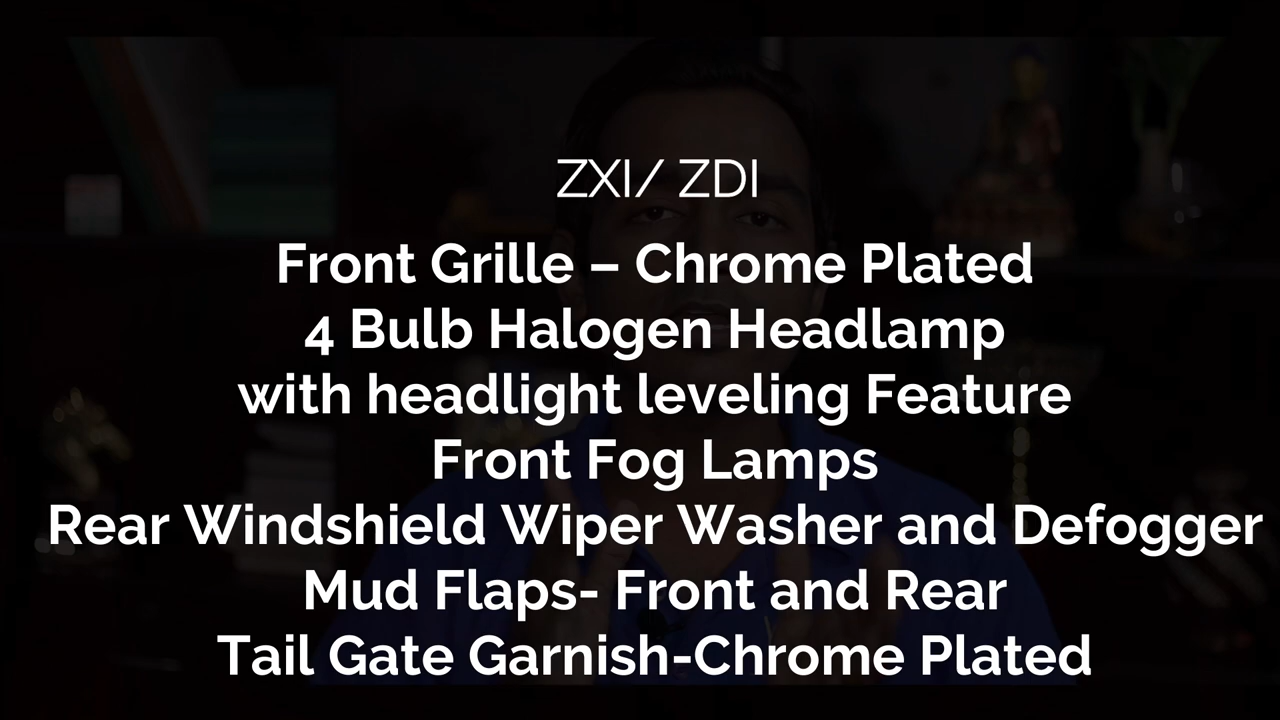 ZXI/ ZDI
Front Grille – Chrome Plated
4 Bulb Halogen Headlamp
with headlight leveling Feature
Front Fog Lamps
Rear Windshield Wiper Washer and Defogger
Mud Flaps- Front and Rear
Tail Gate Garnish-Chrome Plated